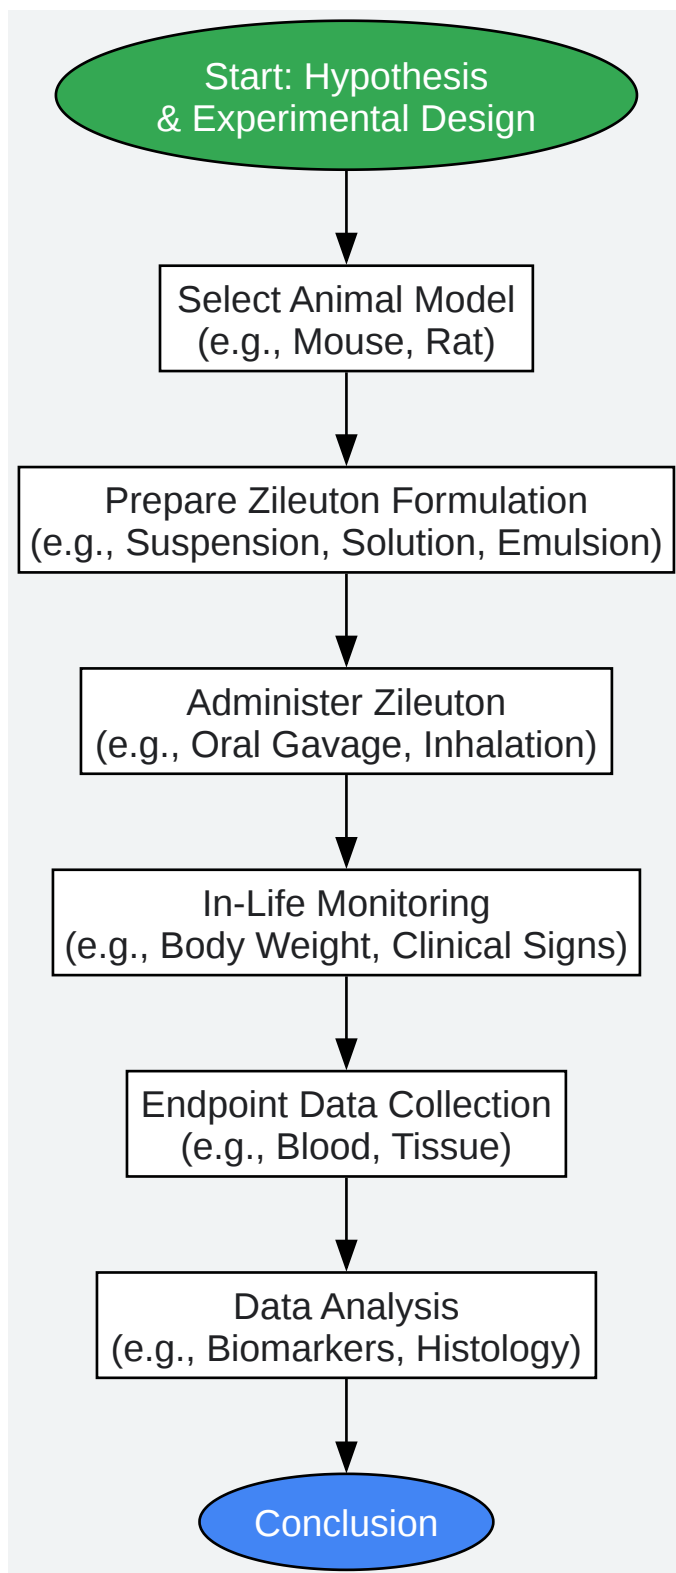 Start: Hypothesis
& Experimental Design
Select Animal Model
(e.g., Mouse, Rat)
Prepare Zileuton Formulation
(e.g., Suspension, Solution, Emulsion)
Administer Zileuton
(e.g., Oral Gavage, Inhalation)
In-Life Monitoring
(e.g., Body Weight, Clinical Signs)
Endpoint Data Collection
(e.g., Blood, Tissue)
Data Analysis
(e.g., Biomarkers, Histology)
Conclusion